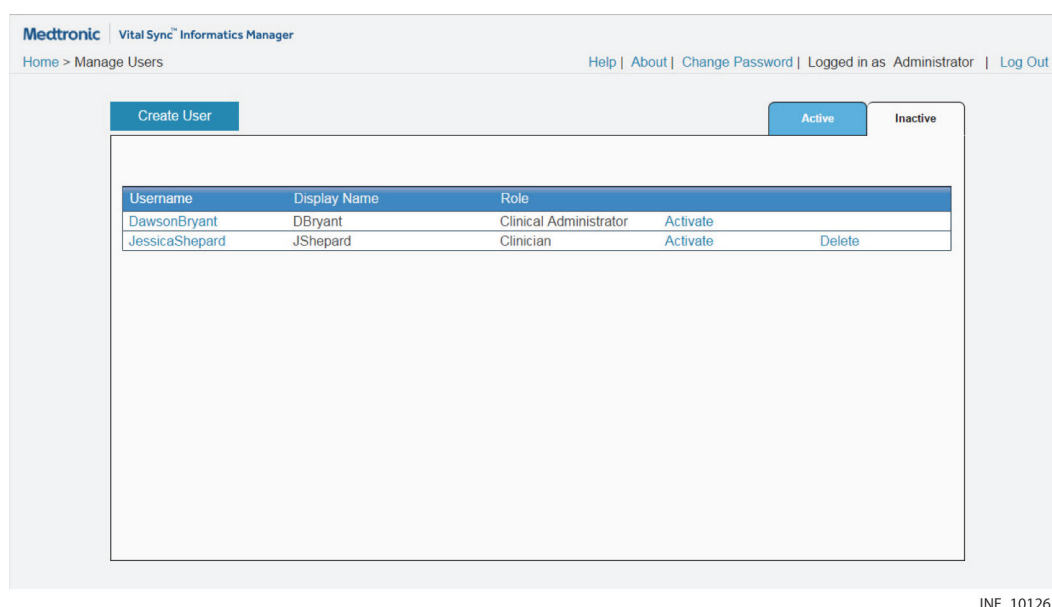 Medtronic Vital Sync™ Informatics Manager
Home > Manage Users Help | About | Change Password | Logged in as Administrator | Log Out
Create User Active Inactive
Username Display Name Role
DawsonBryant DBryant Clinical Administrator Activate
JessicaShepard JShepard Clinician Activate Delete
INF_10126